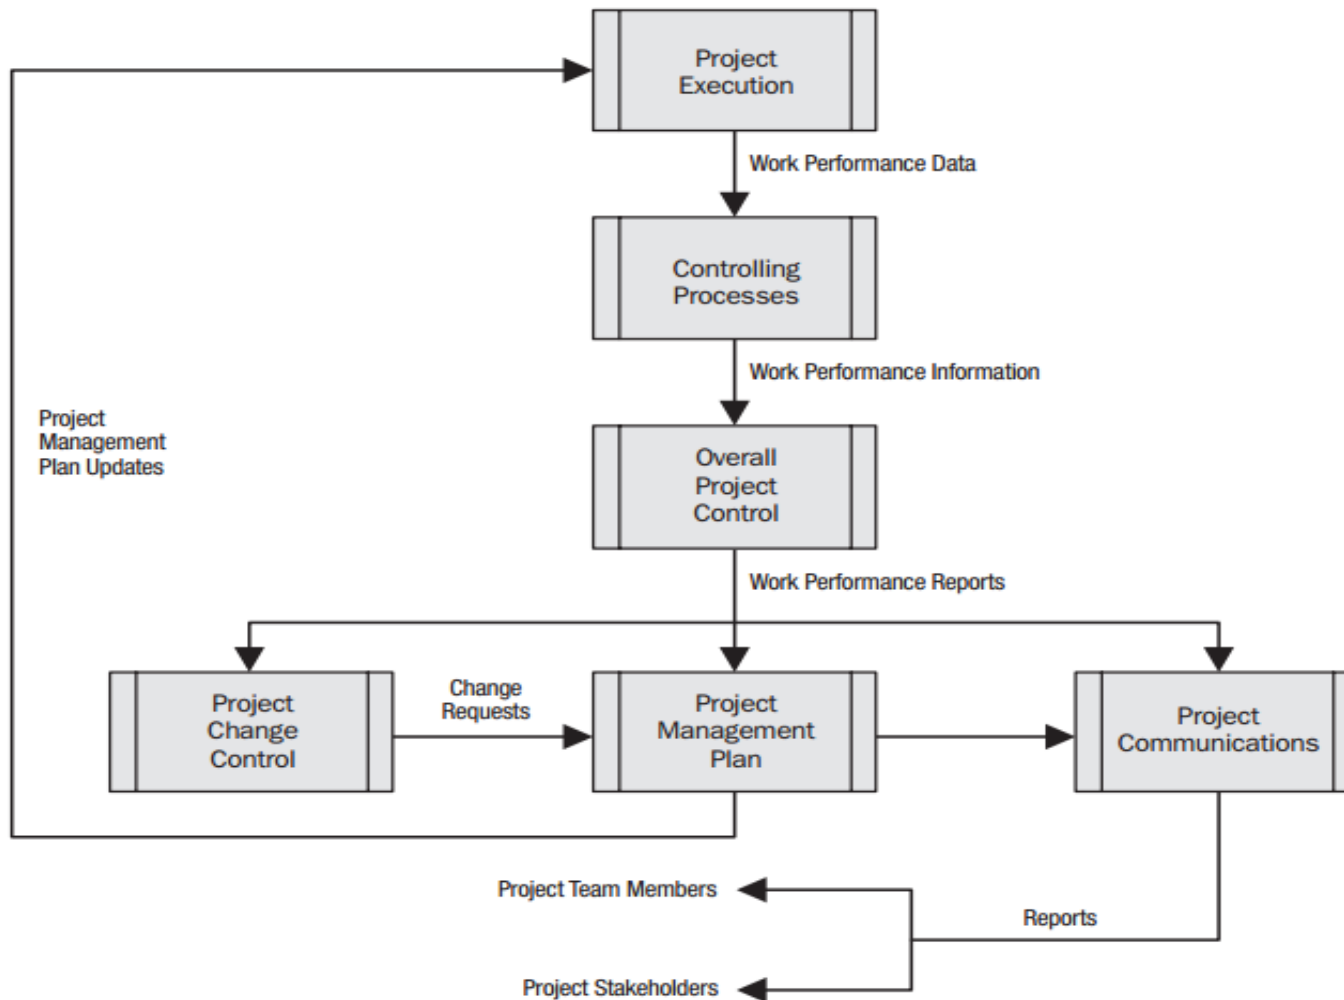 Project
Execution
Work Performance Data
Controlling
Processes
Work Performance Information
Project
Management
Plan Updates
Overall
Project
Control
Work Performance Reports
Project
Change
Control
Change
Requests
Project
Management
Plan
Project
Communications
Project Team Members
Reports
Project Stakeholders